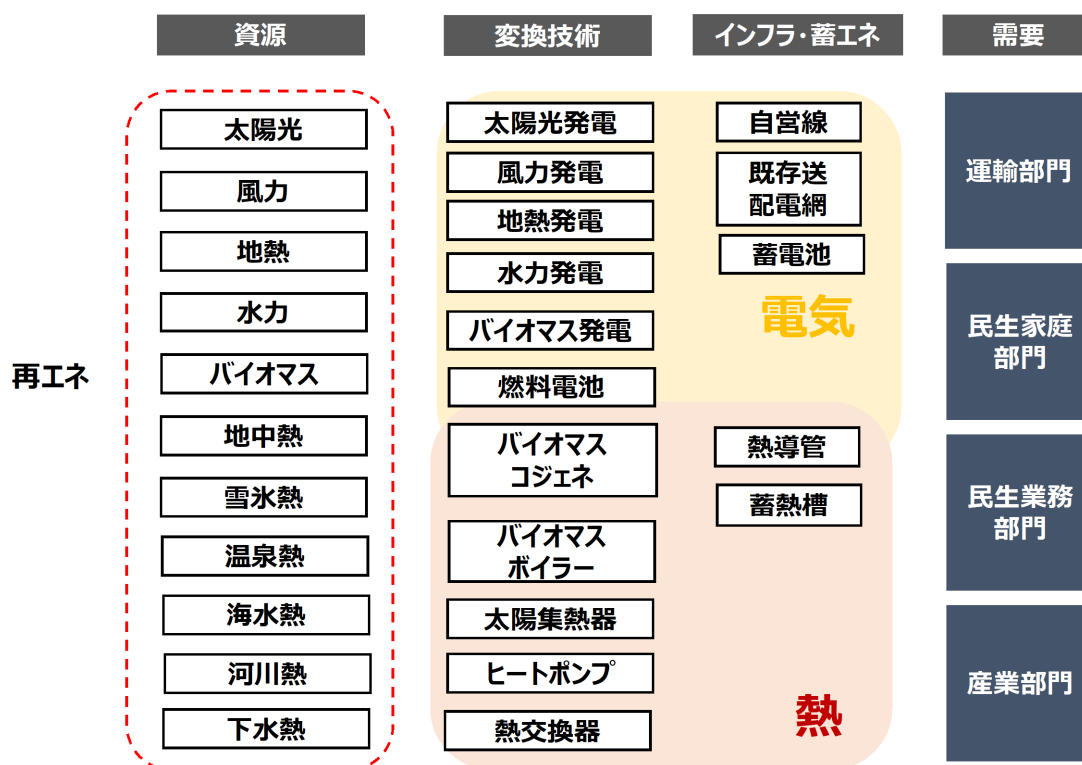 資源
変換技術
インフラ・蓄エネ
需要
再エネ
太陽光
風力
地熱
水力
バイオマス
地中熱
雪氷熱
温泉熱
海水熱
河川熱
下水熱
太陽光発電
風力発電
地熱発電
水力発電
バイオマス発電
燃料電池
バイオマス
コジェネ
バイオマス
ボイラー
太陽集熱器
ヒートポンプ
熱交換器
自営線
既存送
配電網
蓄電池
電気
熱導管
蓄熱槽
熱
運輸部門
民生家庭
部門
民生業務
部門
産業部門